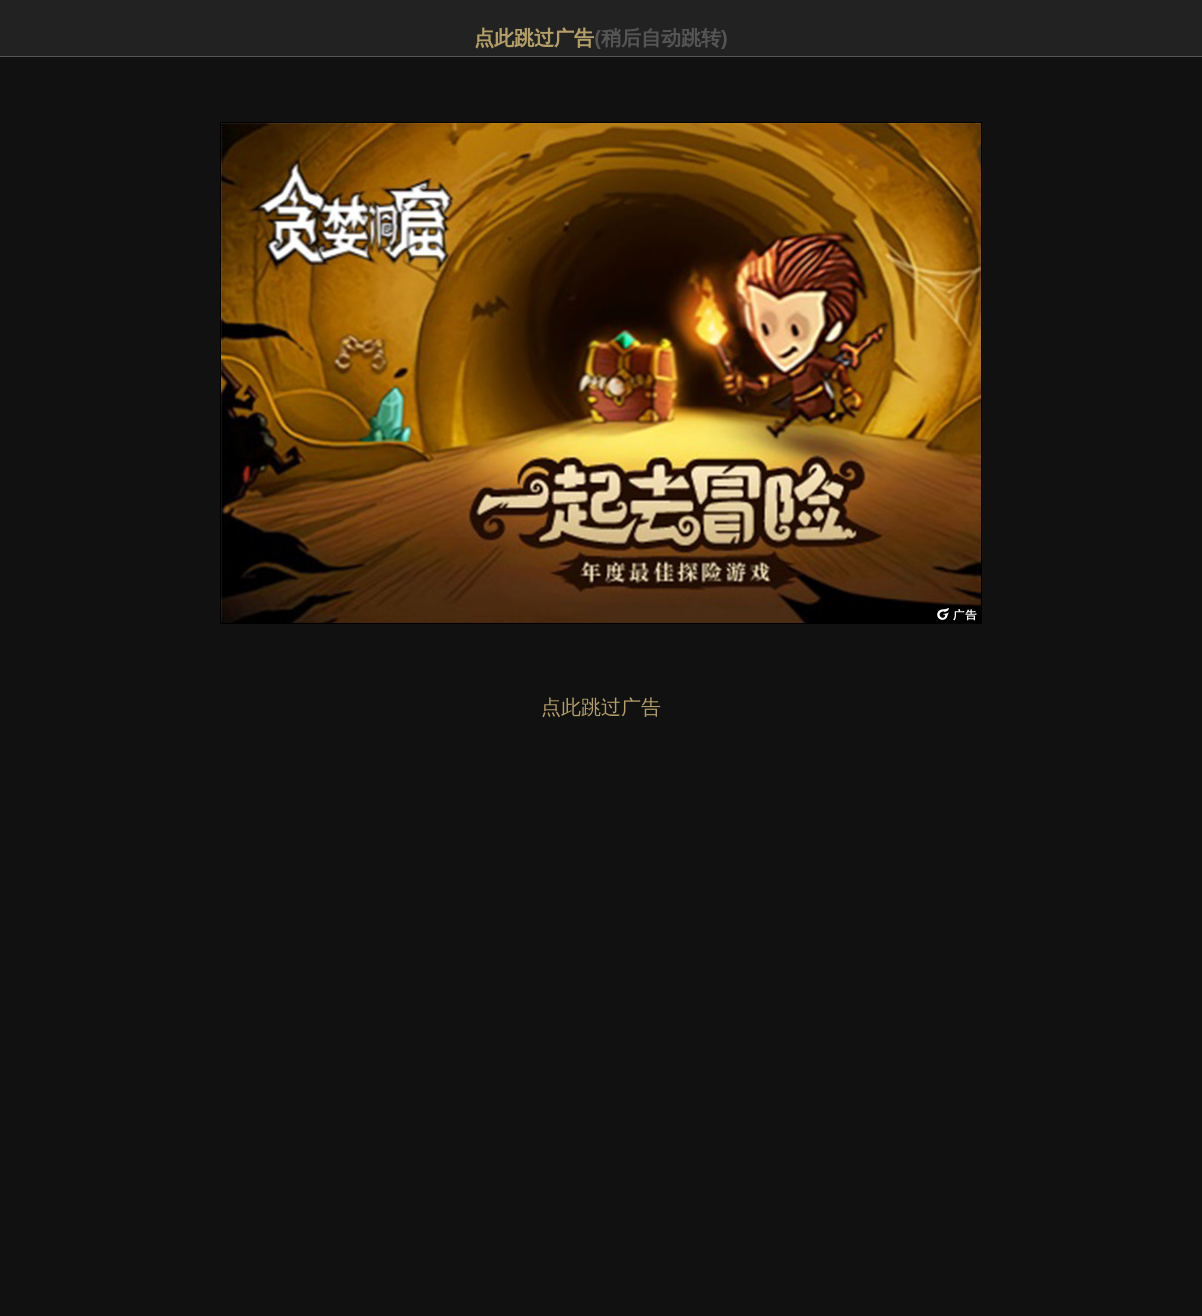 点此跳过广告(稍后自动跳转)
贪婪洞窟
一起去冒险
年度最佳探险游戏
广告
点此跳过广告